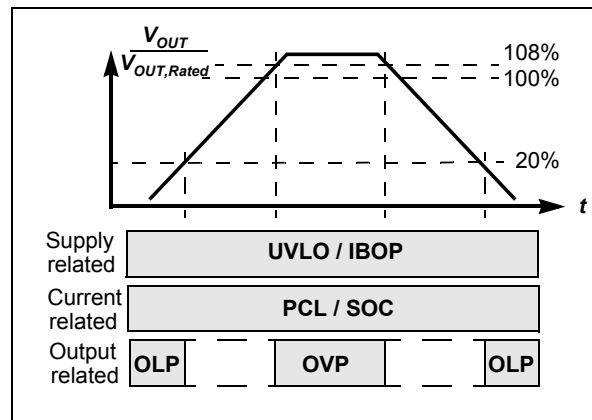 V_OUT
V_OUT,Rated
108%
100%
20%
t
Supply related
UVLO / IBOP
Current related
PCL / SOC
Output related
OLP
OVP
OLP